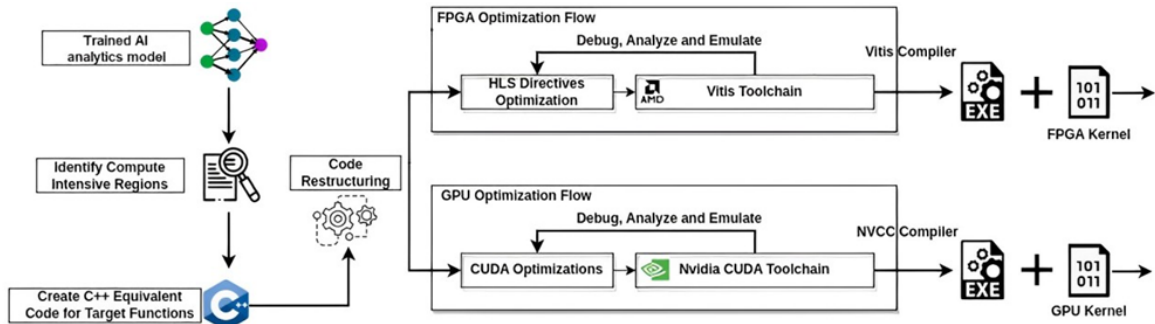 Trained AI
analytics model
Identify Compute
Intensive Regions
Create C++ Equivalent
Code for Target Functions
C++
Code
Restructuring
FPGA Optimization Flow
Debug, Analyze and Emulate
HLS Directives
Optimization
AMD
Vitis Toolchain
Vitis Compiler
EXE
101
011
FPGA Kernel
GPU Optimization Flow
Debug, Analyze and Emulate
CUDA Optimizations
Nvidia CUDA Toolchain
NVCC Compiler
EXE
101
011
GPU Kernel